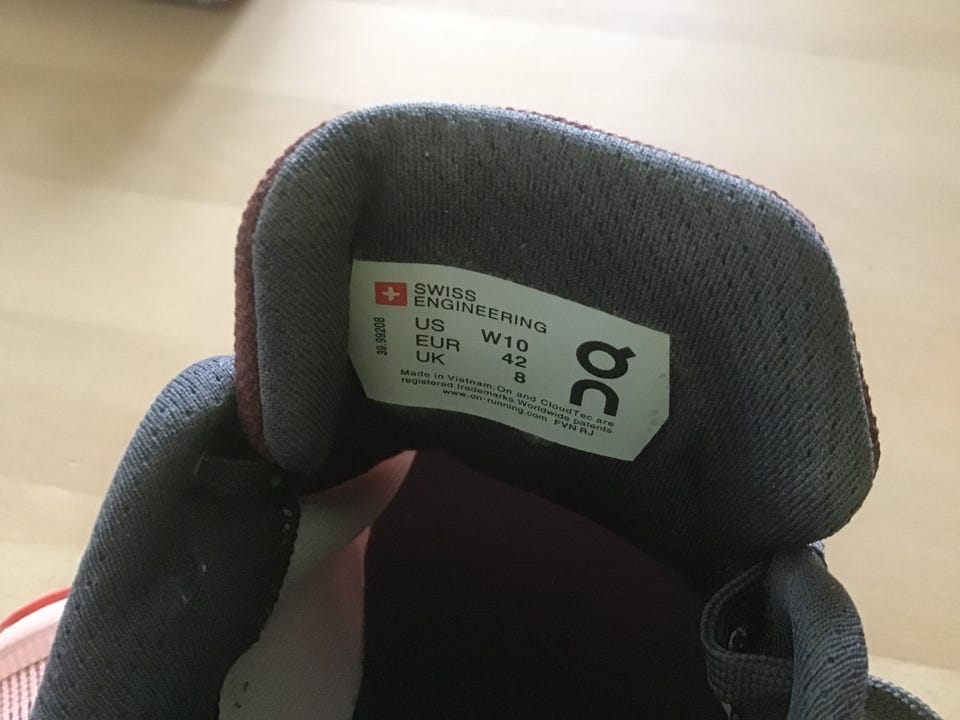 SWISS
ENGINEERING
39.99208
US W10
EUR 42
UK 8
On
Made in Vietnam. On and CloudTec are
registered trademarks. Worldwide patents.
www.on-running.com FVN RJ